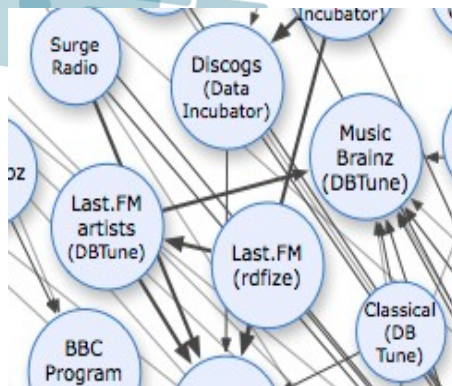 Incubator)
Surge
Radio
Discogs
(Data
Incubator)
Music
Brainz
(DBTune)
oz
Last.FM
artists
(DBTune)
Last.FM
(rdfize)
Classical
(DB
Tune)
BBC
Program